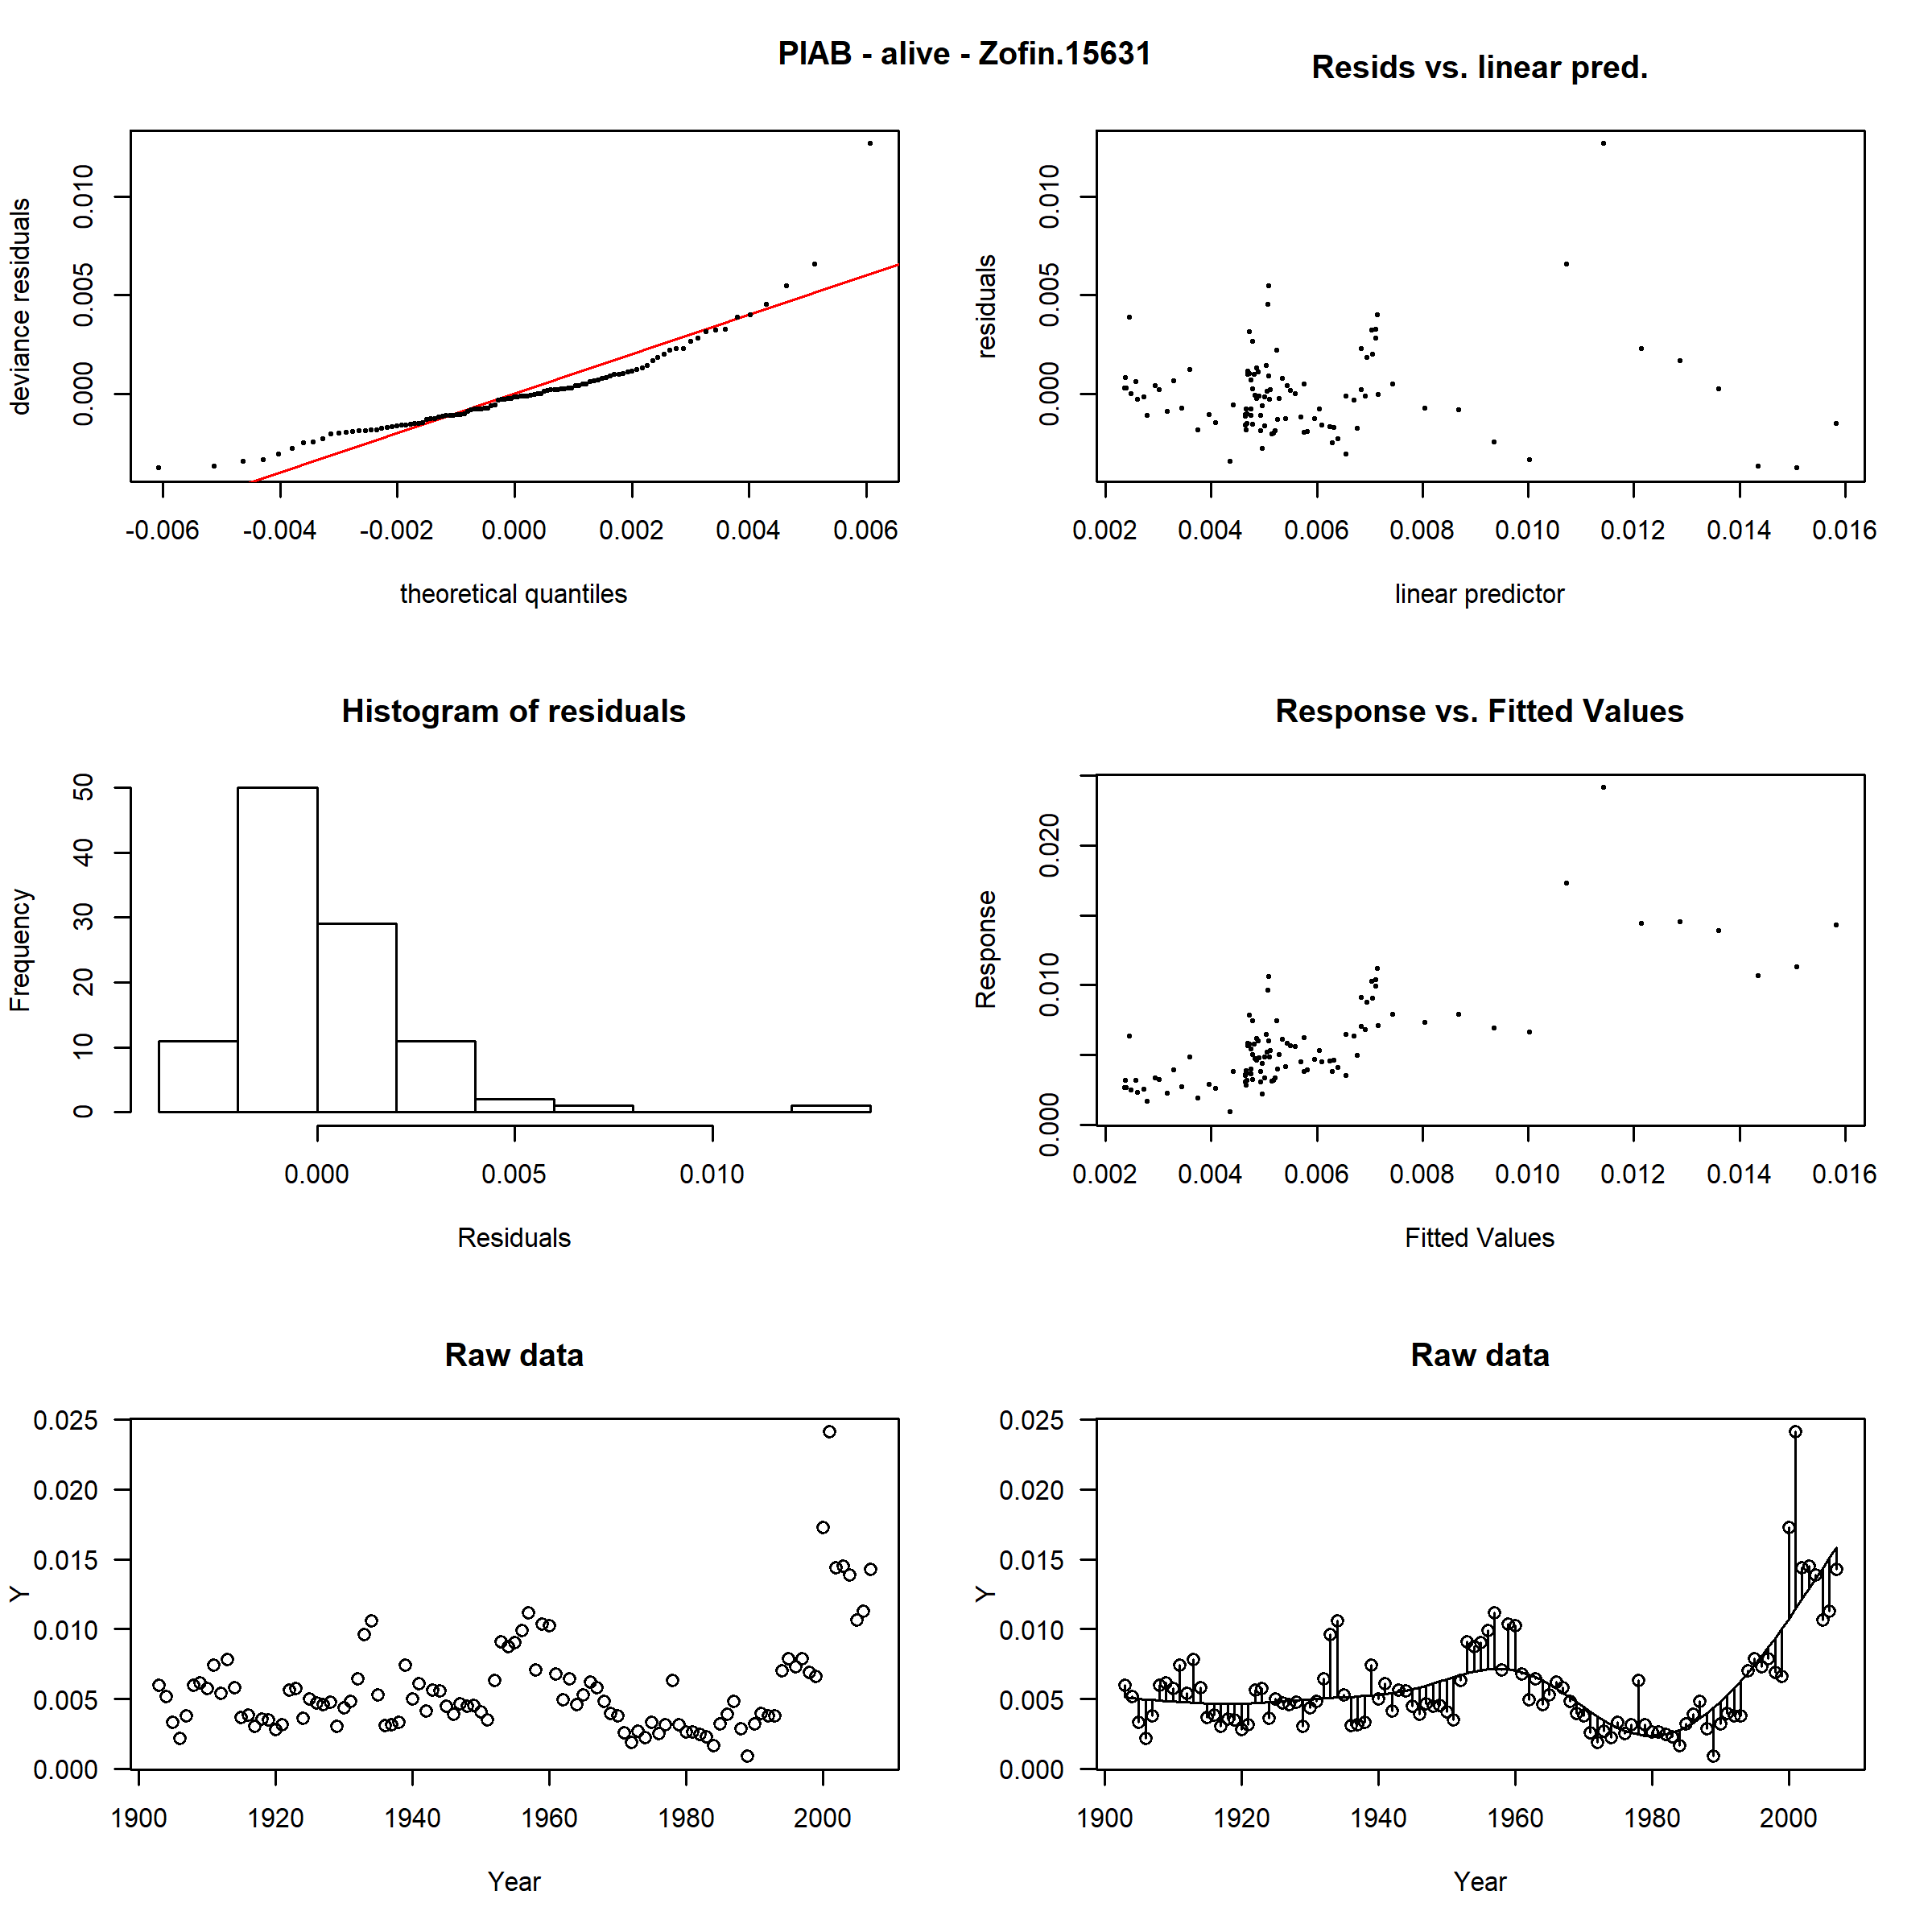 PIAB - alive - Zofin.15631
Resids vs. linear pred.
deviance residuals
0.000 0.005 0.010
-0.006 -0.004 -0.002 0.000 0.002 0.004 0.006
theoretical quantiles
residuals
0.000 0.005 0.010
0.002 0.004 0.006 0.008 0.010 0.012 0.014 0.016
linear predictor
Histogram of residuals
Frequency
0 10 20 30 40 50
0.000 0.005 0.010
Residuals
Response vs. Fitted Values
Response
0.000 0.010 0.020
0.002 0.004 0.006 0.008 0.010 0.012 0.014 0.016
Fitted Values
Raw data
Y
0.025
0.020
0.015
0.010
0.005
0.000
1900 1920 1940 1960 1980 2000
Year
Raw data
Y
0.025
0.020
0.015
0.010
0.005
0.000
1900 1920 1940 1960 1980 2000
Year